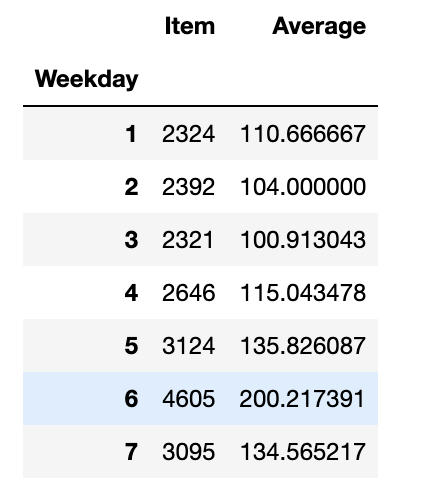 Item Average
Weekday
1 2324 110.666667
2 2392 104.000000
3 2321 100.913043
4 2646 115.043478
5 3124 135.826087
6 4605 200.217391
7 3095 134.565217